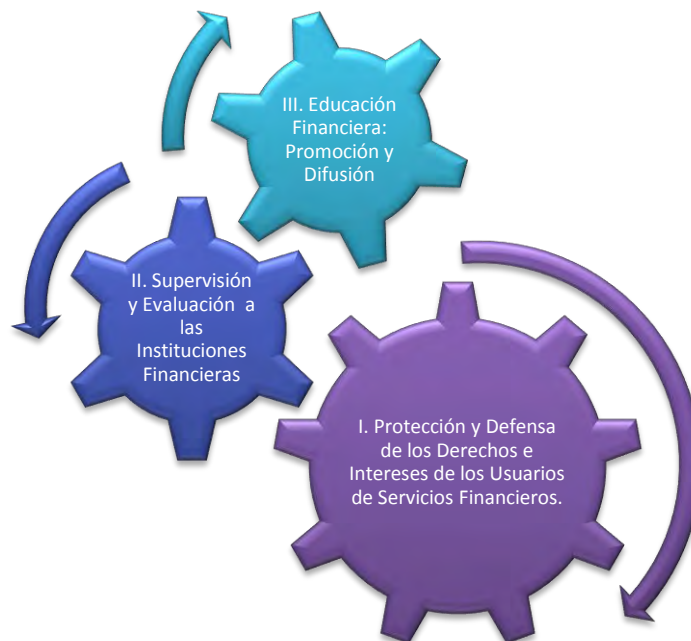 III. Educación
Financiera:
Promoción y
Difusión
II. Supervisión
y Evaluación a
las
Instituciones
Financieras
I. Protección y Defensa
de los Derechos e
Intereses de los Usuarios
de Servicios Financieros.